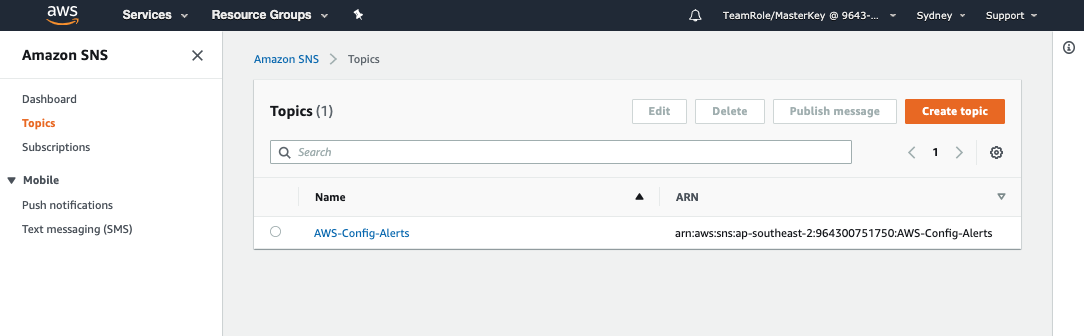 aws Services Resource Groups TeamRole/MasterKey @ 9643-... Sydney Support
Amazon SNS
Dashboard
Topics
Subscriptions
Mobile
Push notifications
Text messaging (SMS)
Amazon SNS Topics
Topics (1) Edit Delete Publish message Create topic
Search 1
Name ARN
AWS-Config-Alerts arn:aws:sns:ap-southeast-2:964300751750:AWS-Config-Alerts